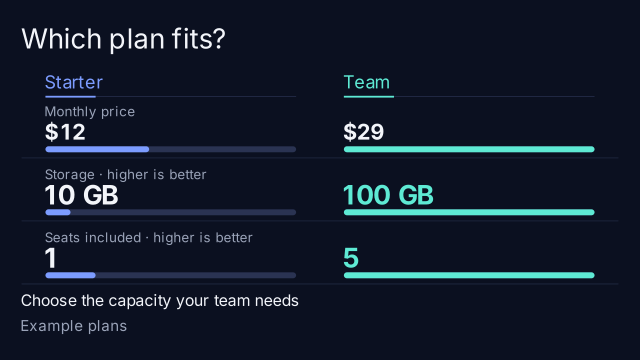 Which plan fits?
Starter
Team
Monthly price
$12
$29
Storage · higher is better
10 GB
100 GB
Seats included · higher is better
1
5
Choose the capacity your team needs
Example plans